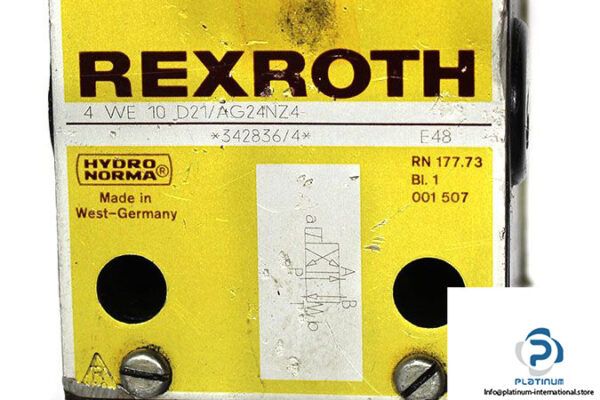 REXROTH
4 WE 10 D21/AG24NZ4
*342836/4* E48
HYDRO
NORMA®
Made in
West-Germany
RN 177.73
Bl. 1
001 507
a
A
B
P
b
R
PLATINUM
Info@platinum-international.store